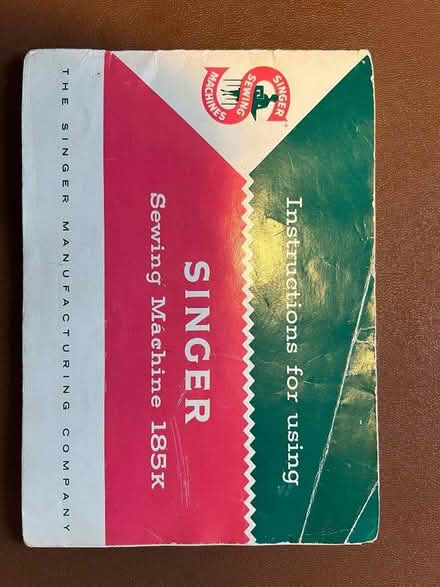 SINGER
SEWING
MACHINES
Instructions for using
SINGER
Sewing Machine 185K
THE SINGER MANUFACTURING COMPANY